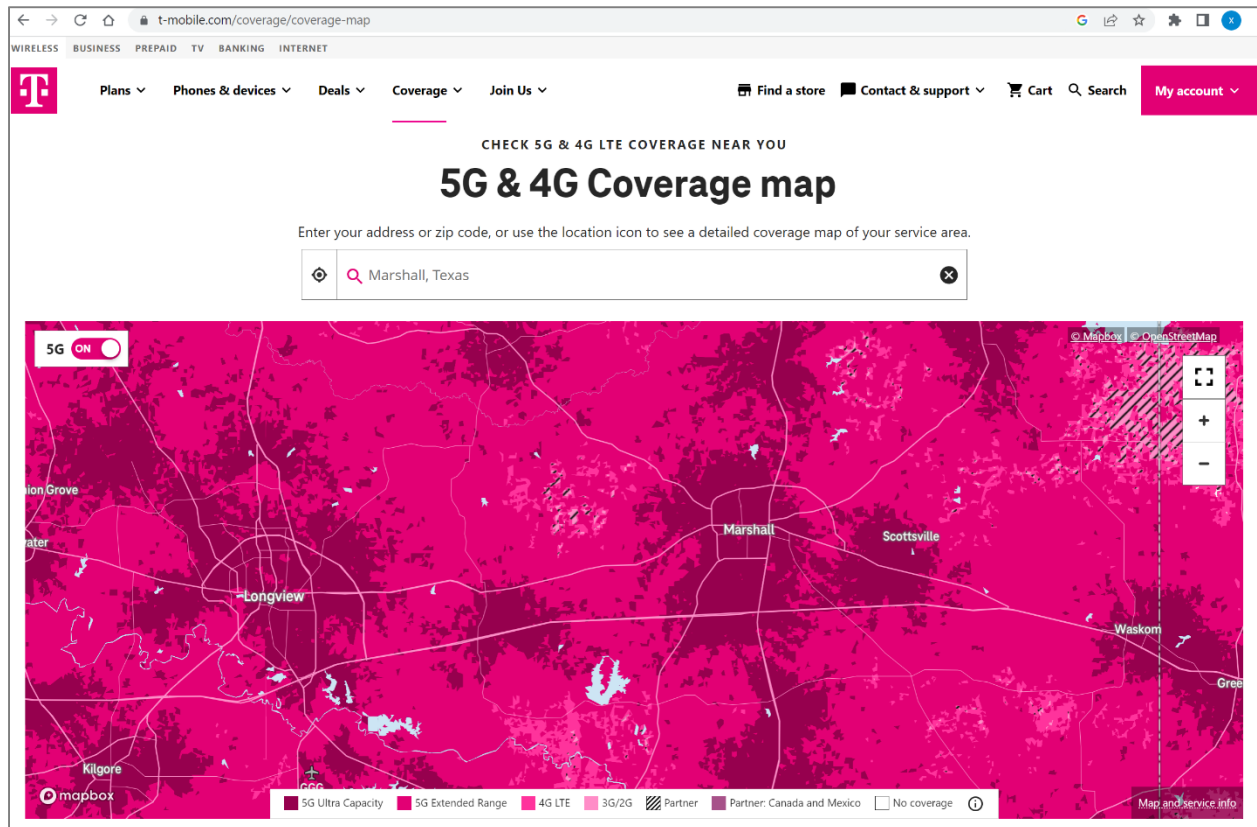 t-mobile.com/coverage/coverage-map
X
WIRELESS BUSINESS PREPAID TV BANKING INTERNET
T Plans Phones & devices Deals Coverage Join Us Find a store Contact & support Cart Search My account
CHECK 5G & 4G LTE COVERAGE NEAR YOU
5G & 4G Coverage map
Enter your address or zip code, or use the location icon to see a detailed coverage map of your service area.
Marshall, Texas
© Mapbox © OpenStreetMap
5G ON
+
−
ion Grove
Marshall
Scottsville
ater
Longview
Waskom
Gree
Kilgore
GGG
mapbox
5G Ultra Capacity 5G Extended Range 4G LTE 3G/2G Partner Partner: Canada and Mexico No coverage
Map and service info